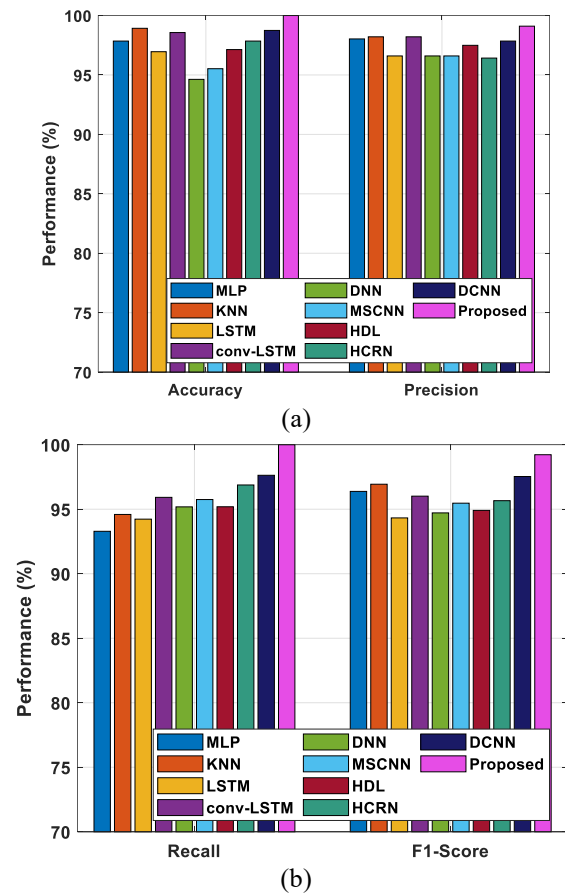 100
95
90
85
80
75
70
Performance (%)
MLP DNN DCNN
KNN MSCNN Proposed
LSTM HDL
conv-LSTM HCRN
Accuracy Precision
(a)
100
95
90
85
80
75
70
Performance (%)
MLP DNN DCNN
KNN MSCNN Proposed
LSTM HDL
conv-LSTM HCRN
Recall F1-Score
(b)